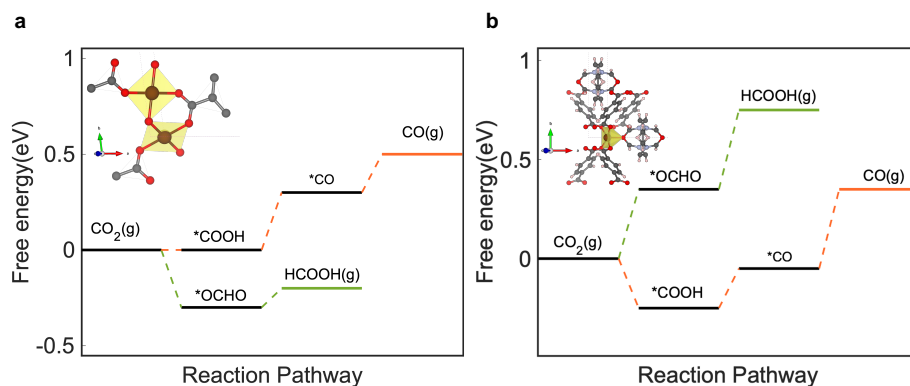 a
1
0.5
0
-0.5
Free energy(eV)
CO2(g)
*COOH
*CO
CO(g)
*OCHO
HCOOH(g)
Reaction Pathway
b
1
0.5
0
Free energy(eV)
CO2(g)
*OCHO
HCOOH(g)
*COOH
*CO
CO(g)
Reaction Pathway